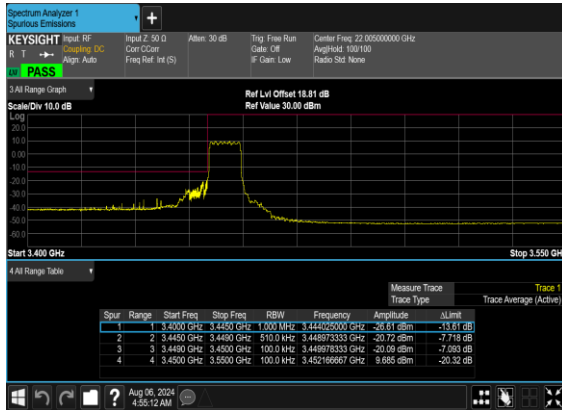 Spectrum Analyzer 1
Spurious Emissions
+
KEYSIGHT Input: RF Input Z: 50 Ω Atten: 30 dB Trig: Free Run Center Freq: 22.005000000 GHz
R T Coupling: DC Corr CCorr Gate: Off Avg|Hold: 100/100
Align: Auto Freq Ref: Int (S) IF Gain: Low Radio Std: None
PASS
3 All Range Graph
Ref Lvl Offset 18.81 dB
Scale/Div 10.0 dB Ref Value 30.00 dBm
Log
20.0
10.0
0.00
-10.0
-20.0
-30.0
-40.0
-50.0
-60.0
Start 3.400 GHz Stop 3.550 GH
4 All Range Table
Measure Trace Trace 1
Trace Type Trace Average (Active)
Spur Range Start Freq Stop Freq RBW Frequency Amplitude ΔLimit
1 1 3.4000 GHz 3.4450 GHz 1.000 MHz 3.444025000 GHz -26.61 dBm -13.61 dB
2 2 3.4450 GHz 3.4490 GHz 510.0 kHz 3.448973333 GHz -20.72 dBm -7.718 dB
3 3 3.4490 GHz 3.4500 GHz 100.0 kHz 3.449978333 GHz -20.09 dBm -7.093 dB
4 4 3.4500 GHz 3.5500 GHz 100.0 kHz 3.452166667 GHz 9.685 dBm -20.32 dB
? Aug 06, 2024
4:55:12 AM